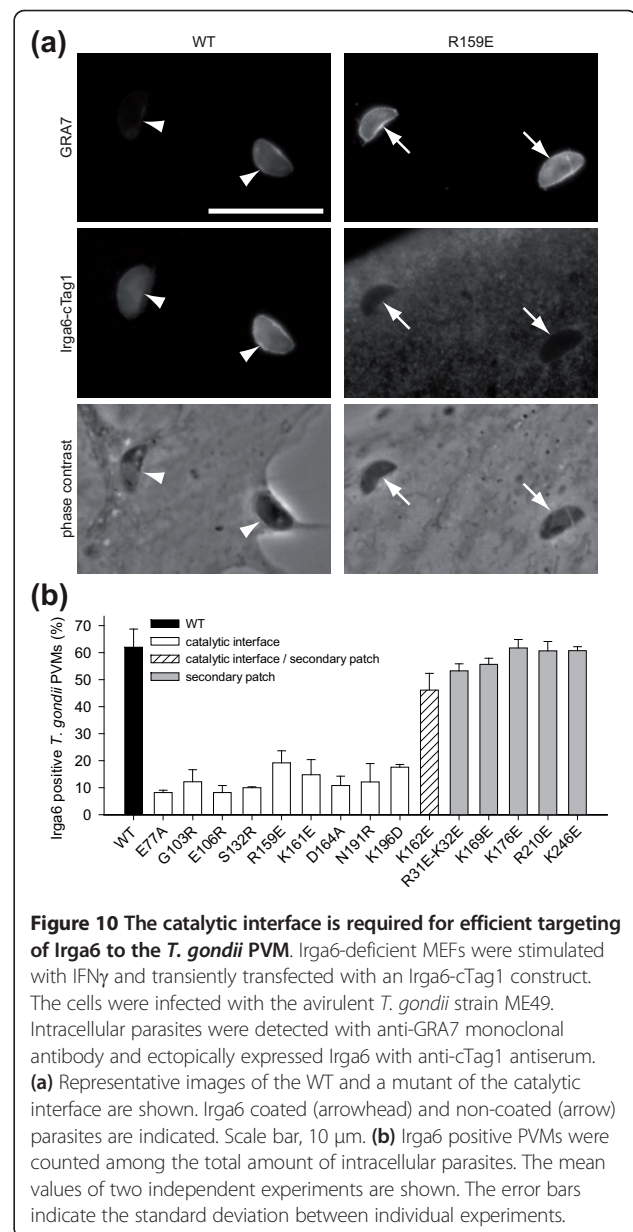 (a)
WT
R159E
GRA7
Irga6-cTag1
phase contrast
(b)
Irga6 positive T. gondii PVMs (%)
70
60
50
40
30
20
10
0
WT
catalytic interface
catalytic interface / secondary patch
secondary patch
WT
E77A
G103R
E106R
S132R
R159E
K161E
D164A
N191R
K196D
K162E
R31E-K32E
K169E
K176E
R210E
K246E
Figure 10 The catalytic interface is required for efficient targeting
of Irga6 to the T. gondii PVM. Irga6-deficient MEFs were stimulated
with IFNγ and transiently transfected with an Irga6-cTag1 construct.
The cells were infected with the avirulent T. gondii strain ME49.
Intracellular parasites were detected with anti-GRA7 monoclonal
antibody and ectopically expressed Irga6 with anti-cTag1 antiserum.
(a) Representative images of the WT and a mutant of the catalytic
interface are shown. Irga6 coated (arrowhead) and non-coated (arrow)
parasites are indicated. Scale bar, 10 μm. (b) Irga6 positive PVMs were
counted among the total amount of intracellular parasites. The mean
values of two independent experiments are shown. The error bars
indicate the standard deviation between individual experiments.